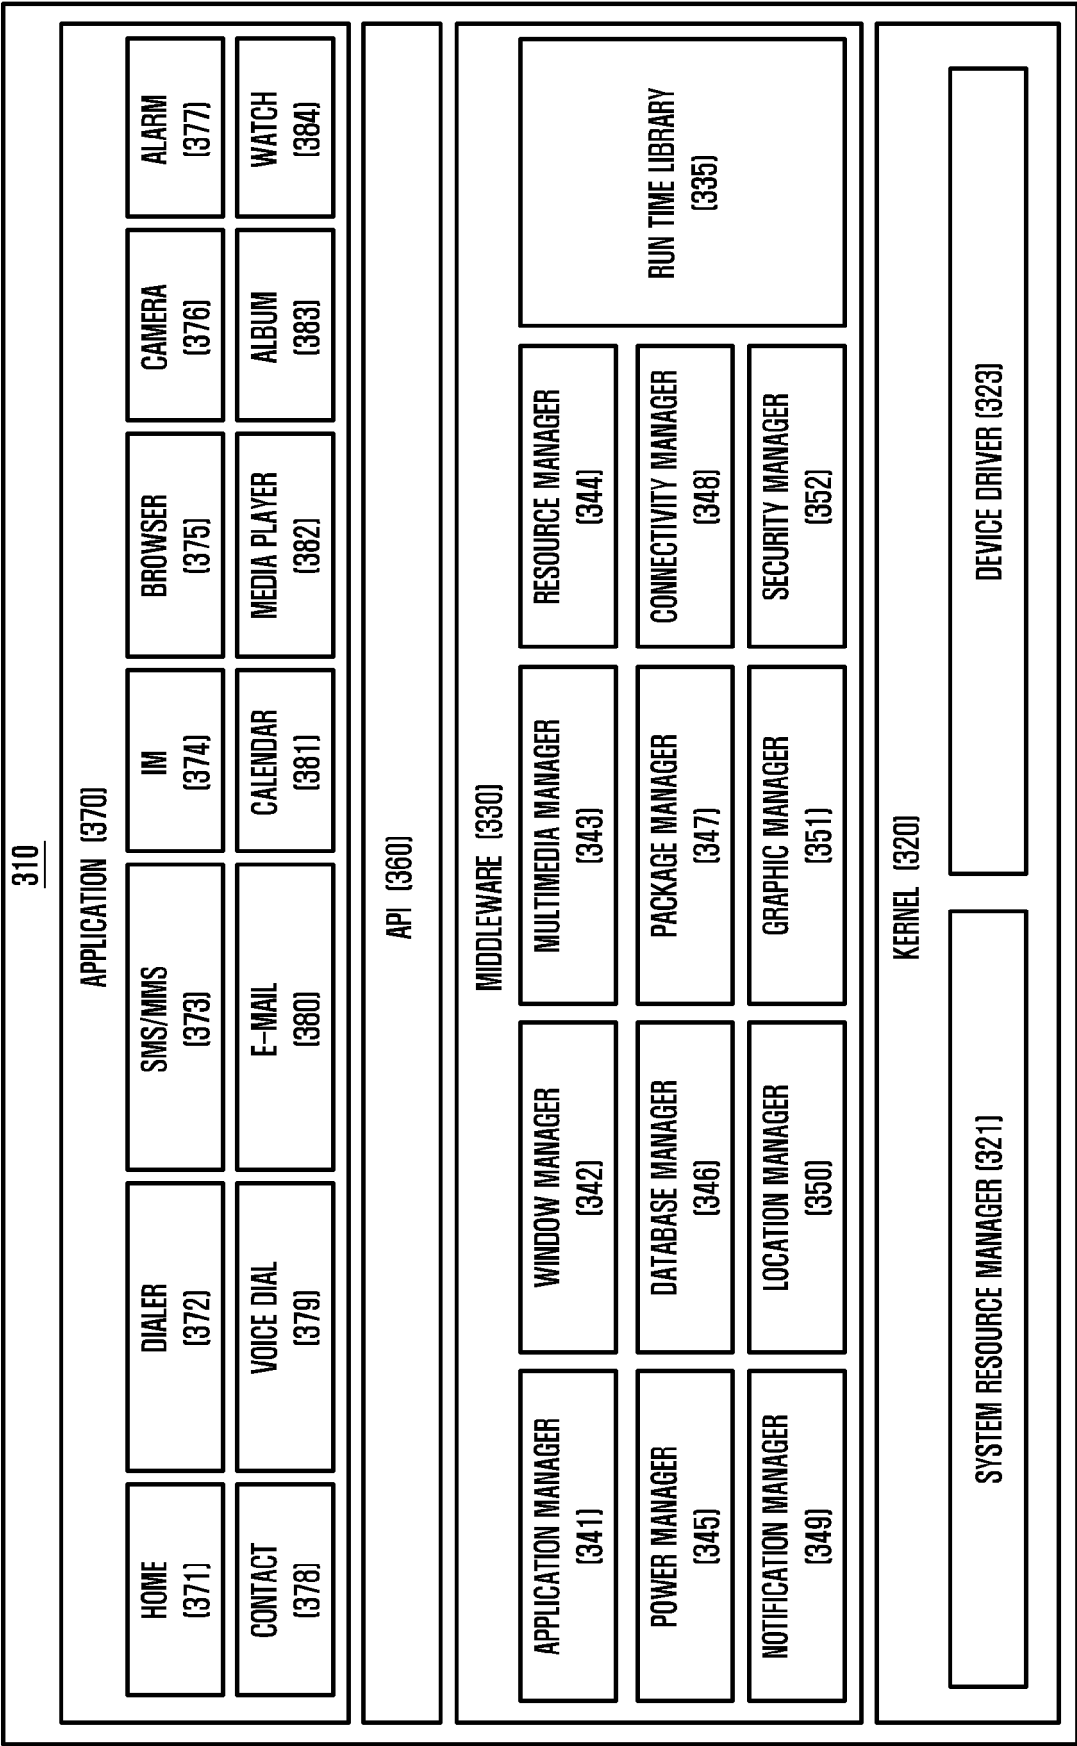 310
APPLICATION (370)
HOME
(371)
DIALER
(372)
SMS/MMS
(373)
IM
(374)
BROWSER
(375)
CAMERA
(376)
ALARM
(377)
CONTACT
(378)
VOICE DIAL
(379)
E-MAIL
(380)
CALENDAR
(381)
MEDIA PLAYER
(382)
ALBUM
(383)
WATCH
(384)
API (360)
MIDDLEWARE (330)
APPLICATION MANAGER
(341)
WINDOW MANAGER
(342)
MULTIMEDIA MANAGER
(343)
RESOURCE MANAGER
(344)
POWER MANAGER
(345)
DATABASE MANAGER
(346)
PACKAGE MANAGER
(347)
CONNECTIVITY MANAGER
(348)
NOTIFICATION MANAGER
(349)
LOCATION MANAGER
(350)
GRAPHIC MANAGER
(351)
SECURITY MANAGER
(352)
RUN TIME LIBRARY
(335)
KERNEL (320)
SYSTEM RESOURCE MANAGER (321)
DEVICE DRIVER (323)